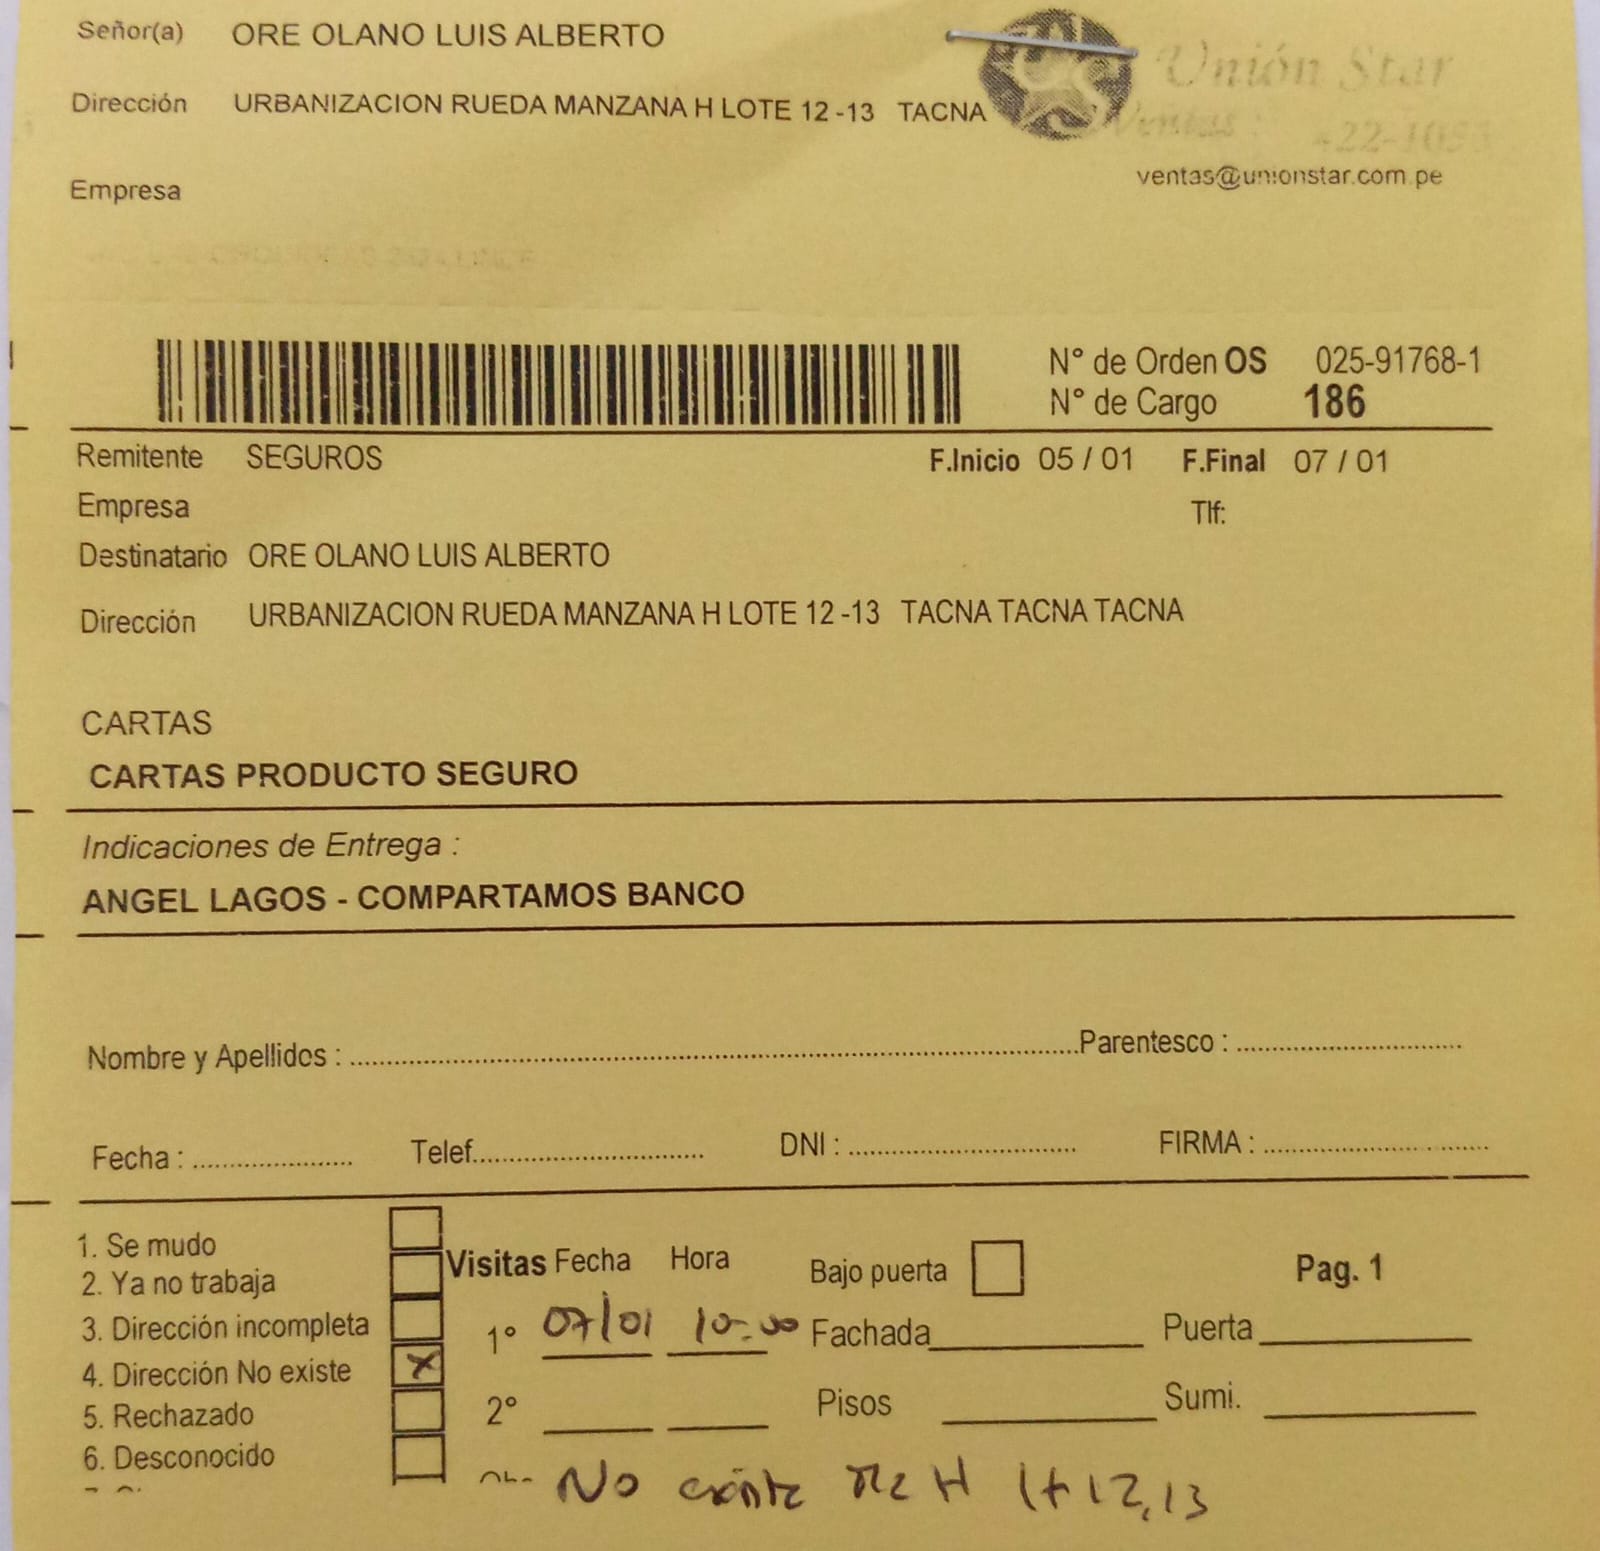 Señor(a) ORE OLANO LUIS ALBERTO
Unión Star
Dirección URBANIZACION RUEDA MANZANA H LOTE 12 -13 TACNA
Ventas :
ventas@unionstar.com.pe
Empresa
N° de Orden OS 025-91768-1
N° de Cargo 186
Remitente SEGUROS F.Inicio 05 / 01 F.Final 07 / 01
Empresa Tlf:
Destinatario ORE OLANO LUIS ALBERTO
Dirección URBANIZACION RUEDA MANZANA H LOTE 12 -13 TACNA TACNA TACNA
CARTAS
CARTAS PRODUCTO SEGURO
Indicaciones de Entrega :
ANGEL LAGOS - COMPARTAMOS BANCO
Nombre y Apellidos : Parentesco :
Fecha : Telef. DNI : FIRMA :
1. Se mudo
2. Ya no trabaja
3. Dirección incompleta
4. Dirección No existe X
5. Rechazado
6. Desconocido
Visitas Fecha Hora Bajo puerta Pag. 1
1° 07/01 10:00 Fachada Puerta
2° Pisos Sumi.
No existe Mz H lt 12,13